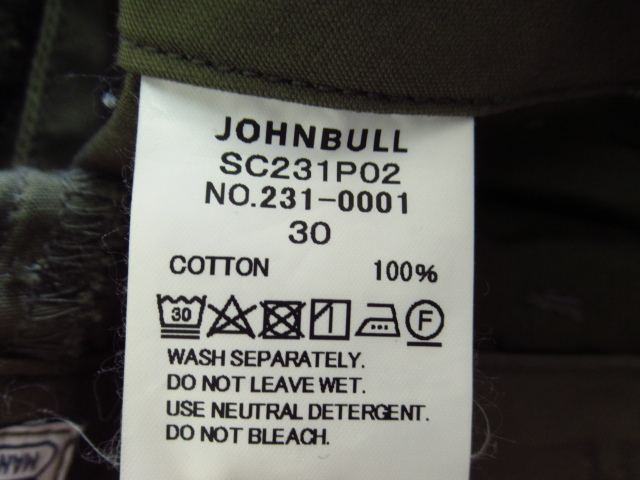 JOHNBULL
SC231P02
NO.231-0001
30
COTTON 100%
30 F
WASH SEPARATELY.
DO NOT LEAVE WET.
USE NEUTRAL DETERGENT.
DO NOT BLEACH.
MAN